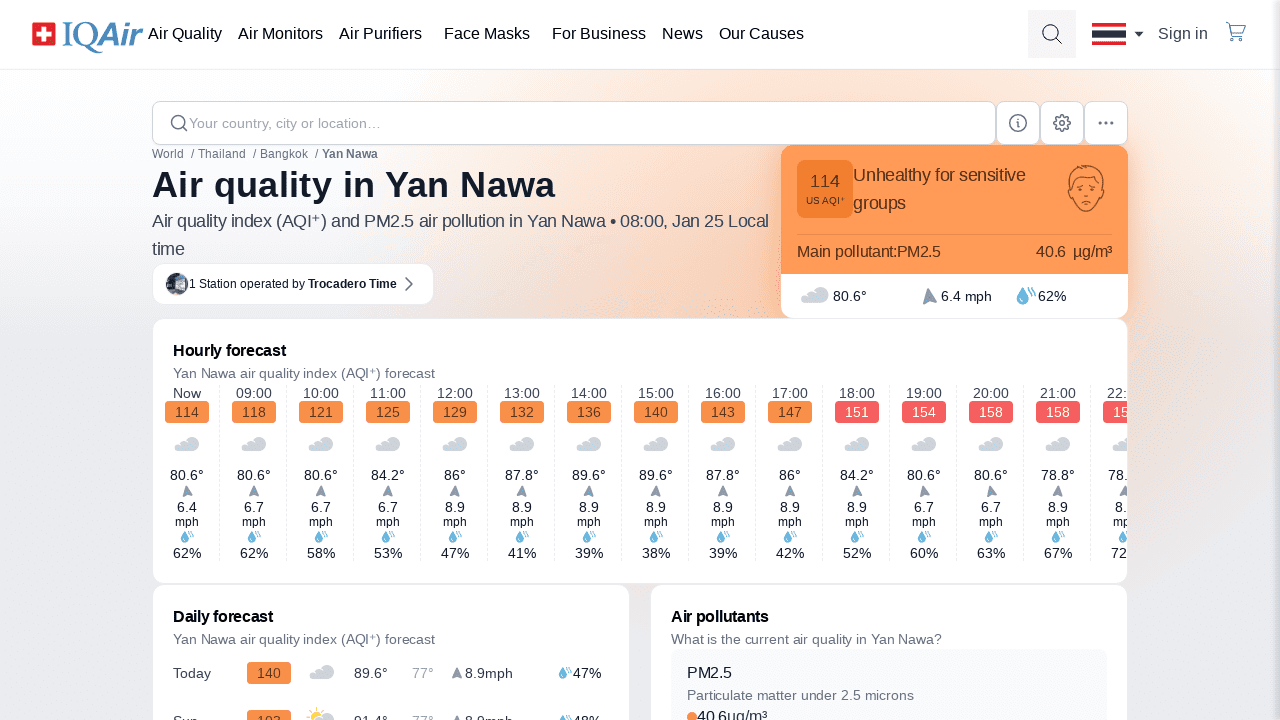 IQAir Air Quality Air Monitors Air Purifiers Face Masks For Business News Our Causes Sign in
Your country, city or location...
World / Thailand / Bangkok / Yan Nawa
Air quality in Yan Nawa
Air quality index (AQI⁺) and PM2.5 air pollution in Yan Nawa • 08:00, Jan 25 Local
time
1 Station operated by Trocadero Time
114
US AQI⁺
Unhealthy for sensitive
groups
Main pollutant:PM2.5 40.6 µg/m³
80.6° 6.4 mph 62%
Hourly forecast
Yan Nawa air quality index (AQI⁺) forecast
Now 09:00 10:00 11:00 12:00 13:00 14:00 15:00 16:00 17:00 18:00 19:00 20:00 21:00 22:
114 118 121 125 129 132 136 140 143 147 151 154 158 158 15
80.6° 80.6° 80.6° 84.2° 86° 87.8° 89.6° 89.6° 87.8° 86° 84.2° 80.6° 80.6° 78.8° 78.
6.4 6.7 6.7 6.7 8.9 8.9 8.9 8.9 8.9 8.9 8.9 6.7 6.7 8.9 8.
mph mph mph mph mph mph mph mph mph mph mph mph mph mph mp
62% 62% 58% 53% 47% 41% 39% 38% 39% 42% 52% 60% 63% 67% 72
Daily forecast
Yan Nawa air quality index (AQI⁺) forecast
Today 140 89.6° 77° 8.9mph 47%
Sun 103 91.4° 77° 8.9mph 48%
Air pollutants
What is the current air quality in Yan Nawa?
PM2.5
Particulate matter under 2.5 microns
40.6µg/m³